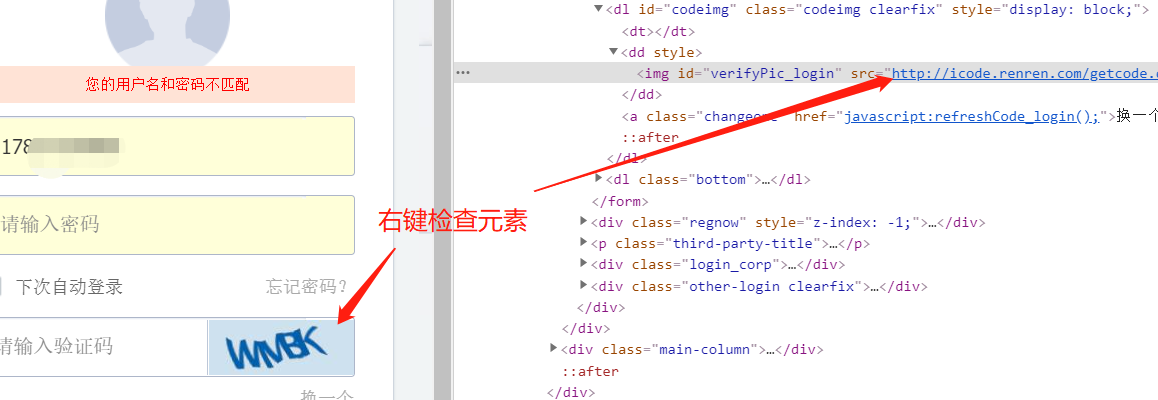 您的用户名和密码不匹配
178
请输入密码
下次自动登录 忘记密码?
请输入验证码 WMBK
换一个
右键检查元素
▼<dl id="codeimg" class="codeimg clearfix" style="display: block;">
<dt></dt>
▼<dd style>
<img id="verifyPic_login" src="http://icode.renren.com/getcode.
</dd>
<a class="changeone" href="javascript:refreshCode_login();">换一个
::after
</dl>
▶<dl class="bottom">…</dl>
</form>
▶<div class="regnow" style="z-index: -1;">…</div>
▶<p class="third-party-title">…</p>
▶<div class="login_corp">…</div>
▶<div class="other-login clearfix">…</div>
</div>
</div>
▶<div class="main-column">…</div>
::after
</div>